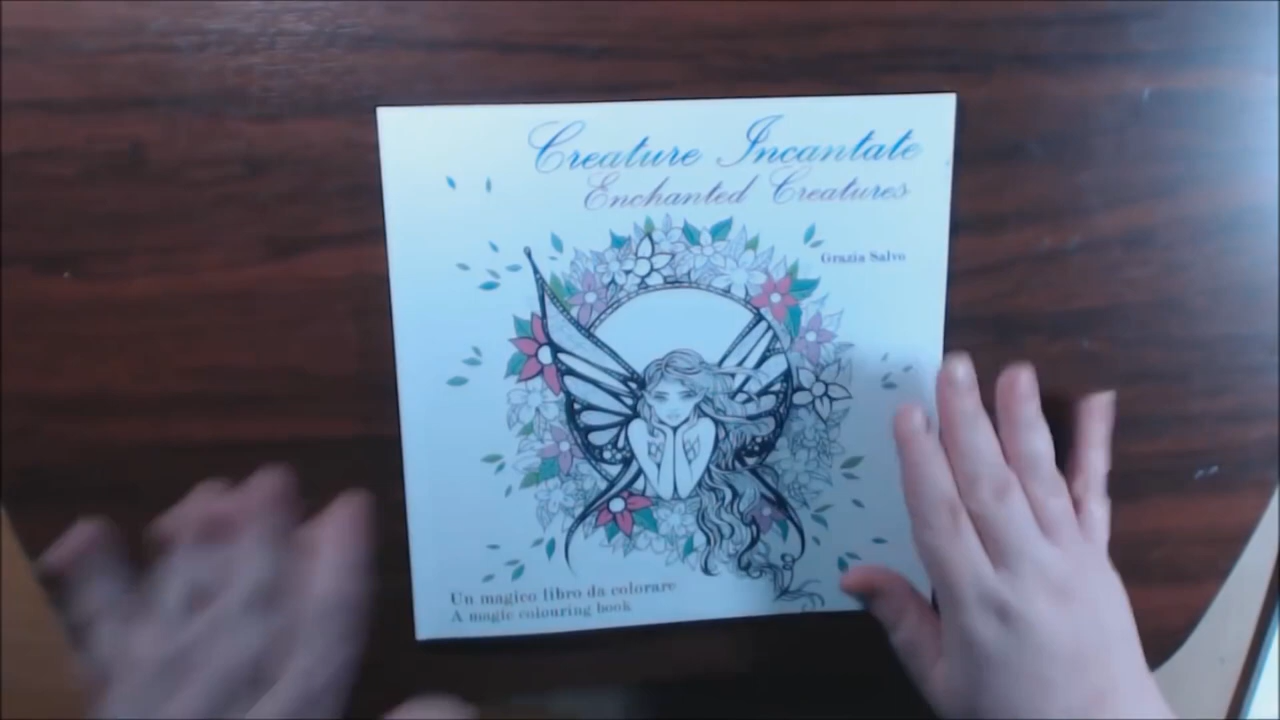 Creature Incantate
Enchanted Creatures
Grazia Salvo
Un magico libro da colorare
A magic colouring book